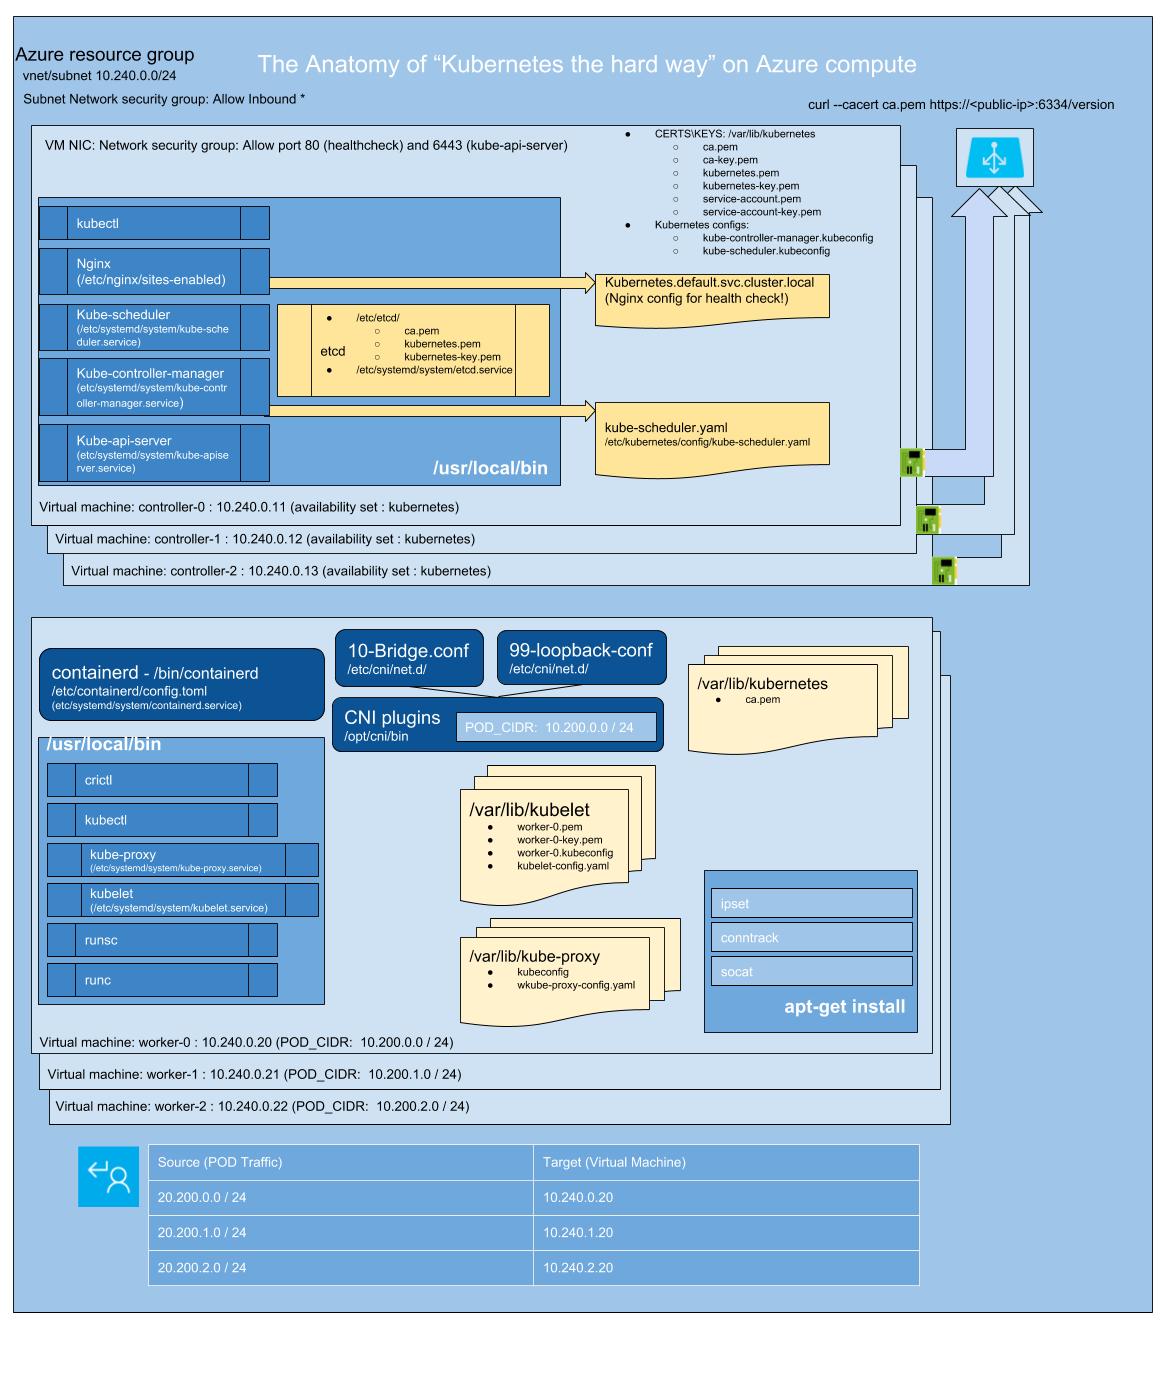 Azure resource group
vnet/subnet 10.240.0.0/24
The Anatomy of “Kubernetes the hard way” on Azure compute
Subnet Network security group: Allow Inbound *
curl --cacert ca.pem https://<public-ip>:6334/version
VM NIC: Network security group: Allow port 80 (healthcheck) and 6443 (kube-api-server)
● CERTS\KEYS: /var/lib/kubernetes
○ ca.pem
○ ca-key.pem
○ kubernetes.pem
○ kubernetes-key.pem
○ service-account.pem
○ service-account-key.pem
● Kubernetes configs:
○ kube-controller-manager.kubeconfig
○ kube-scheduler.kubeconfig
kubectl
Nginx
(/etc/nginx/sites-enabled)
Kubernetes.default.svc.cluster.local
(Nginx config for health check!)
Kube-scheduler
(/etc/systemd/system/kube-sche
duler.service)
etcd
● /etc/etcd/
○ ca.pem
○ kubernetes.pem
○ kubernetes-key.pem
● /etc/systemd/system/etcd.service
Kube-controller-manager
(etc/systemd/system/kube-contr
oller-manager.service)
kube-scheduler.yaml
/etc/kubernetes/config/kube-scheduler.yaml
Kube-api-server
(etc/systemd/system/kube-apise
rver.service)
/usr/local/bin
Virtual machine: controller-0 : 10.240.0.11 (availability set : kubernetes)
Virtual machine: controller-1 : 10.240.0.12 (availability set : kubernetes)
Virtual machine: controller-2 : 10.240.0.13 (availability set : kubernetes)
containerd - /bin/containerd
/etc/containerd/config.toml
(etc/systemd/system/containerd.service)
10-Bridge.conf
/etc/cni/net.d/
99-loopback-conf
/etc/cni/net.d/
CNI plugins
/opt/cni/bin
POD_CIDR: 10.200.0.0 / 24
/var/lib/kubernetes
● ca.pem
/usr/local/bin
crictl
kubectl
kube-proxy
(/etc/systemd/system/kube-proxy.service)
kubelet
(/etc/systemd/system/kubelet.service)
runsc
runc
/var/lib/kubelet
● worker-0.pem
● worker-0-key.pem
● worker-0.kubeconfig
● kubelet-config.yaml
/var/lib/kube-proxy
● kubeconfig
● wkube-proxy-config.yaml
ipset
conntrack
socat
apt-get install
Virtual machine: worker-0 : 10.240.0.20 (POD_CIDR: 10.200.0.0 / 24)
Virtual machine: worker-1 : 10.240.0.21 (POD_CIDR: 10.200.1.0 / 24)
Virtual machine: worker-2 : 10.240.0.22 (POD_CIDR: 10.200.2.0 / 24)
Source (POD Traffic) Target (Virtual Machine)
20.200.0.0 / 24 10.240.0.20
20.200.1.0 / 24 10.240.1.20
20.200.2.0 / 24 10.240.2.20